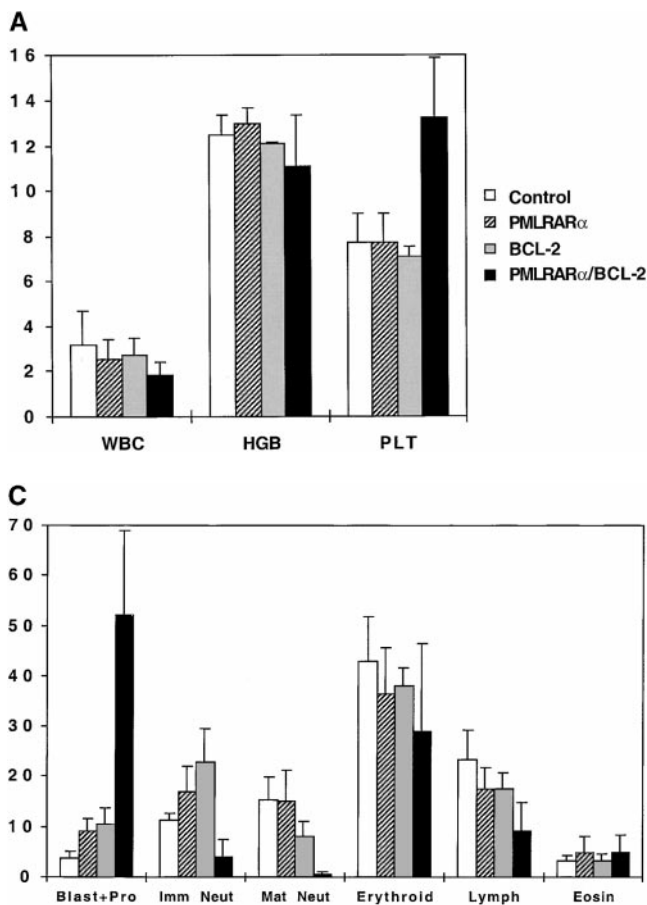 A
16
14
12
10
8
6
4
2
0
WBC HGB PLT
Control
PMLRARα
BCL-2
PMLRARα/BCL-2
C
70
60
50
40
30
20
10
0
Blast+Pro Imm Neut Mat Neut Erythroid Lymph Eosin